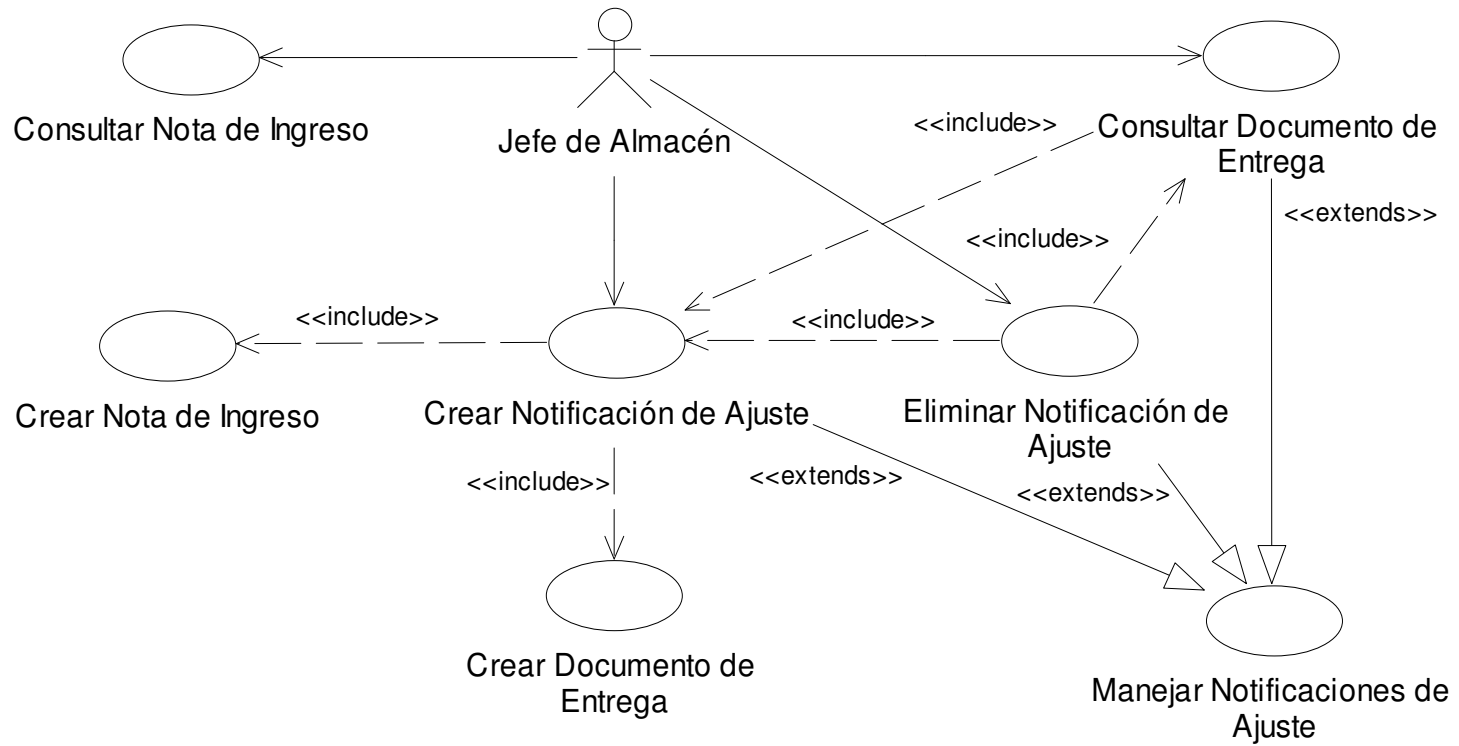 Consultar Nota de Ingreso
Jefe de Almacén
<<include>>
Consultar Documento de
Entrega
<<extends>>
<<include>>
<<include>>
<<include>>
Crear Nota de Ingreso
Crear Notificación de Ajuste
Eliminar Notificación de
Ajuste
<<include>>
<<extends>>
<<extends>>
Crear Documento de
Entrega
Manejar Notificaciones de
Ajuste